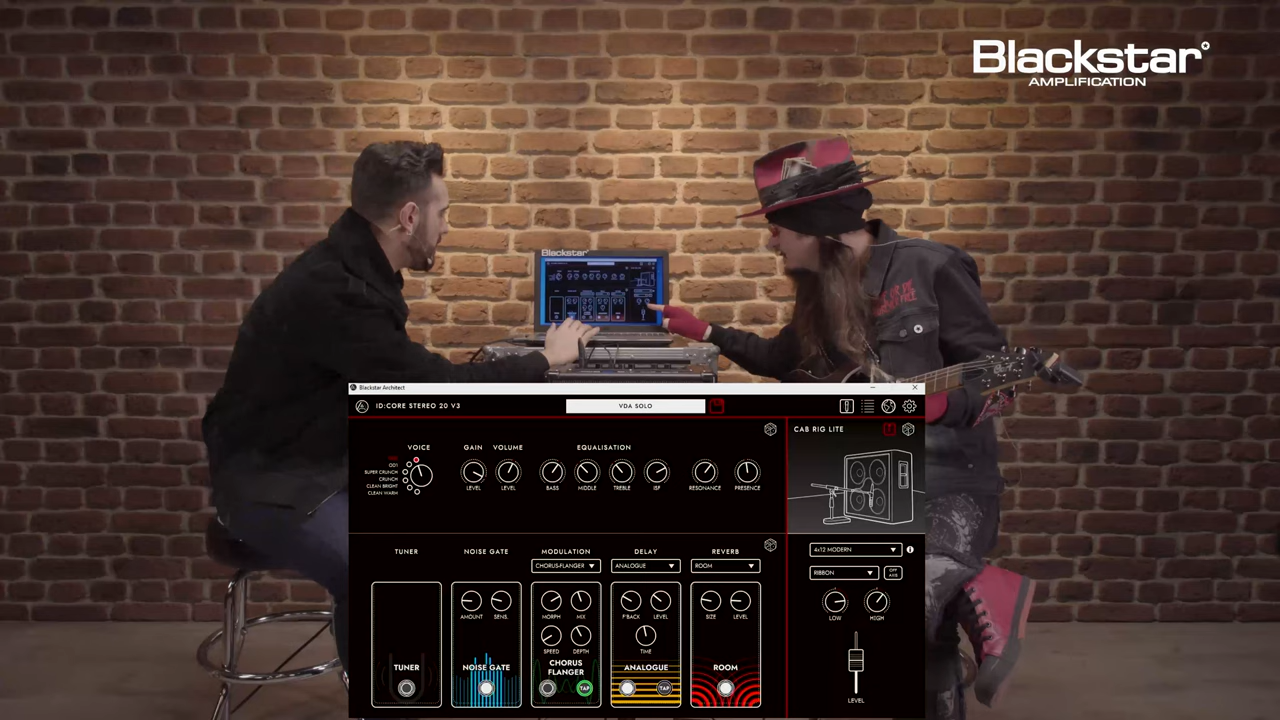 Blackstar
AMPLIFICATION
Blackstar
Blackstar Architect
ID:CORE STEREO 20 V3
VDA SOLO
VOICE
OD1
SUPER CRUNCH
CRUNCH
CLEAN BRIGHT
CLEAN WARM
GAIN
LEVEL
VOLUME
LEVEL
EQUALISATION
BASS
MIDDLE
TREBLE
ISF
RESONANCE
PRESENCE
CAB RIG LITE
TUNER
NOISE GATE
MODULATION
DELAY
REVERB
CHORUS-FLANGER
ANALOGUE
ROOM
4x12 MODERN
RIBBON
OFF AXIS
LOW
HIGH
LEVEL
AMOUNT
SENS.
MORPH
MIX
SPEED
DEPTH
F'BACK
LEVEL
TIME
SIZE
LEVEL
TUNER
NOISE GATE
CHORUS
FLANGER
TAP
ANALOGUE
TAP
ROOM